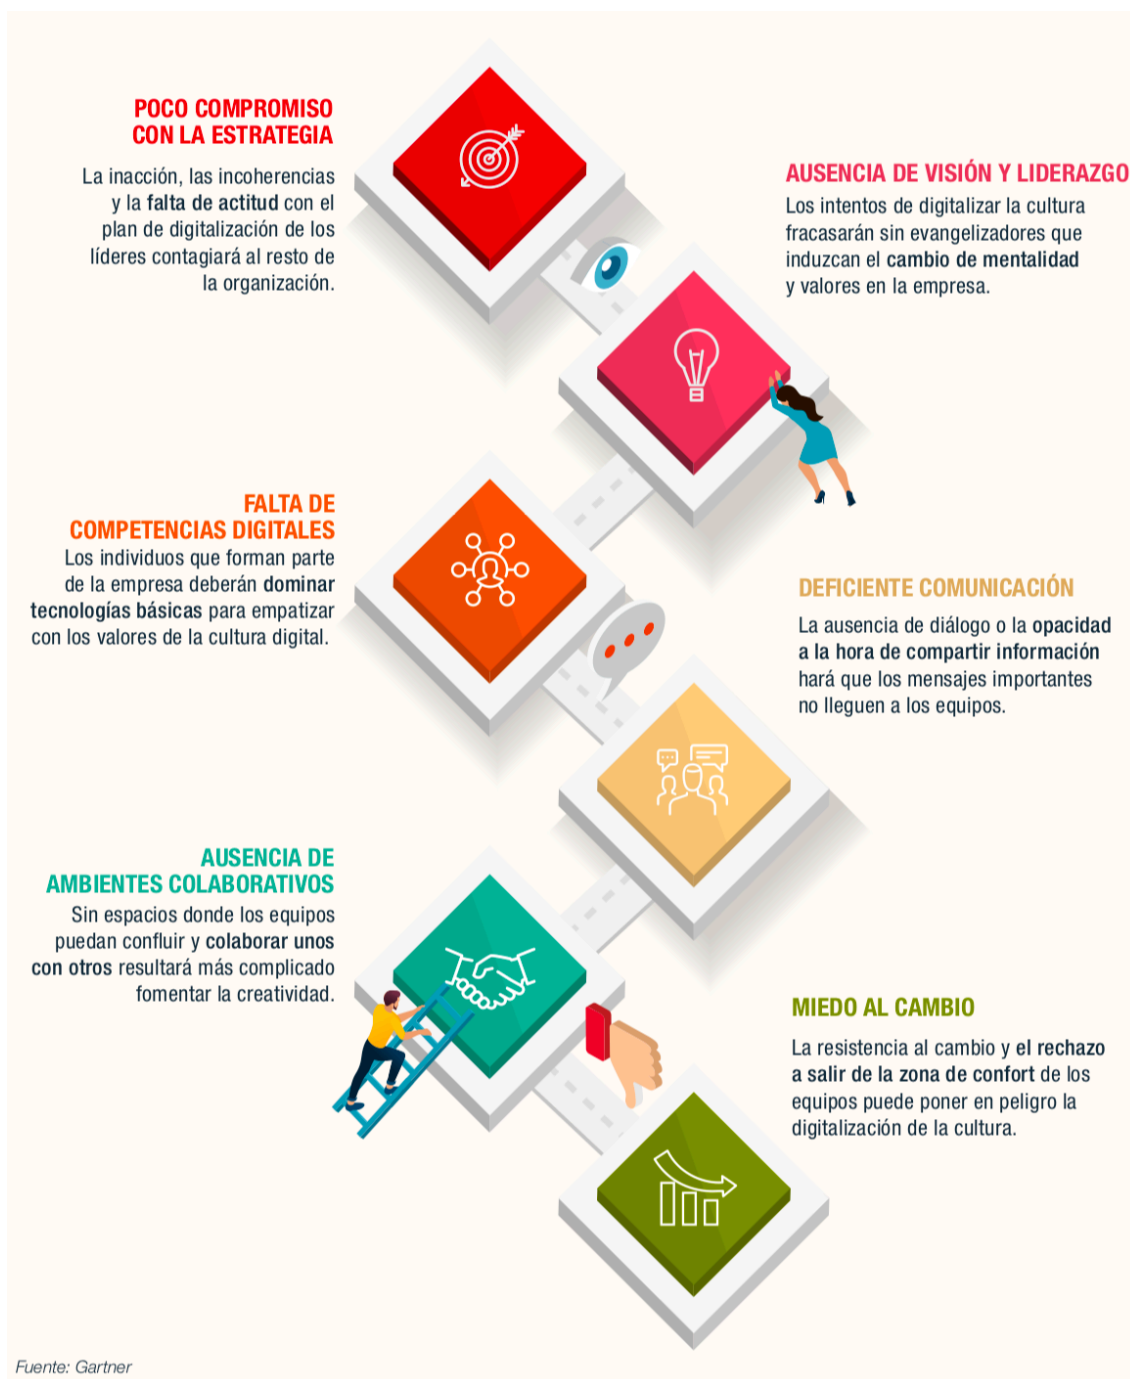 POCO COMPROMISO
CON LA ESTRATEGIA
La inacción, las incoherencias
y la falta de actitud con el
plan de digitalización de los
líderes contagiará al resto de
la organización.
AUSENCIA DE VISIÓN Y LIDERAZGO
Los intentos de digitalizar la cultura
fracasarán sin evangelizadores que
induzcan el cambio de mentalidad
y valores en la empresa.
FALTA DE
COMPETENCIAS DIGITALES
Los individuos que forman parte
de la empresa deberán dominar
tecnologías básicas para empatizar
con los valores de la cultura digital.
DEFICIENTE COMUNICACIÓN
La ausencia de diálogo o la opacidad
a la hora de compartir información
hará que los mensajes importantes
no lleguen a los equipos.
AUSENCIA DE
AMBIENTES COLABORATIVOS
Sin espacios donde los equipos
puedan confluir y colaborar unos
con otros resultará más complicado
fomentar la creatividad.
MIEDO AL CAMBIO
La resistencia al cambio y el rechazo
a salir de la zona de confort de los
equipos puede poner en peligro la
digitalización de la cultura.
Fuente: Gartner